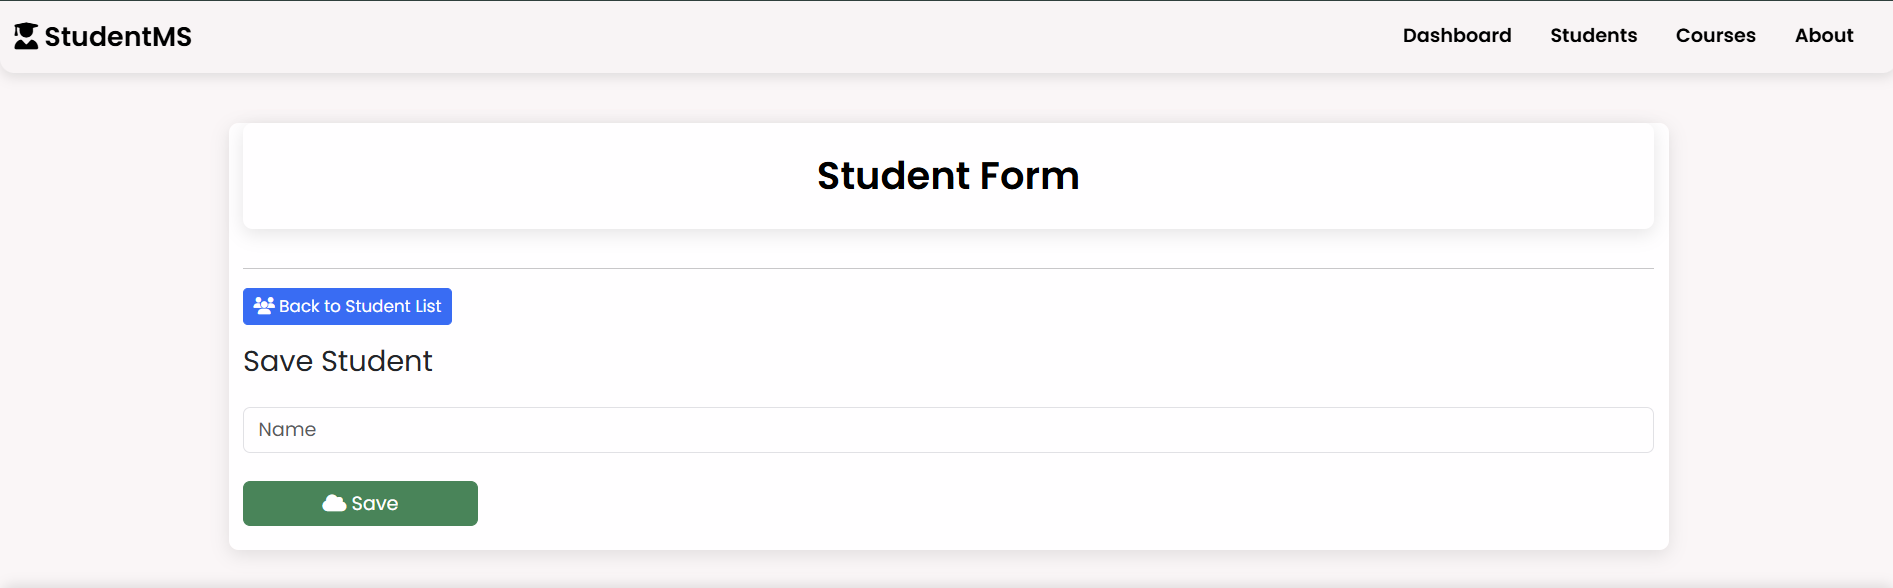 StudentMS
Dashboard Students Courses About
Student Form
Back to Student List
Save Student
Name
Save